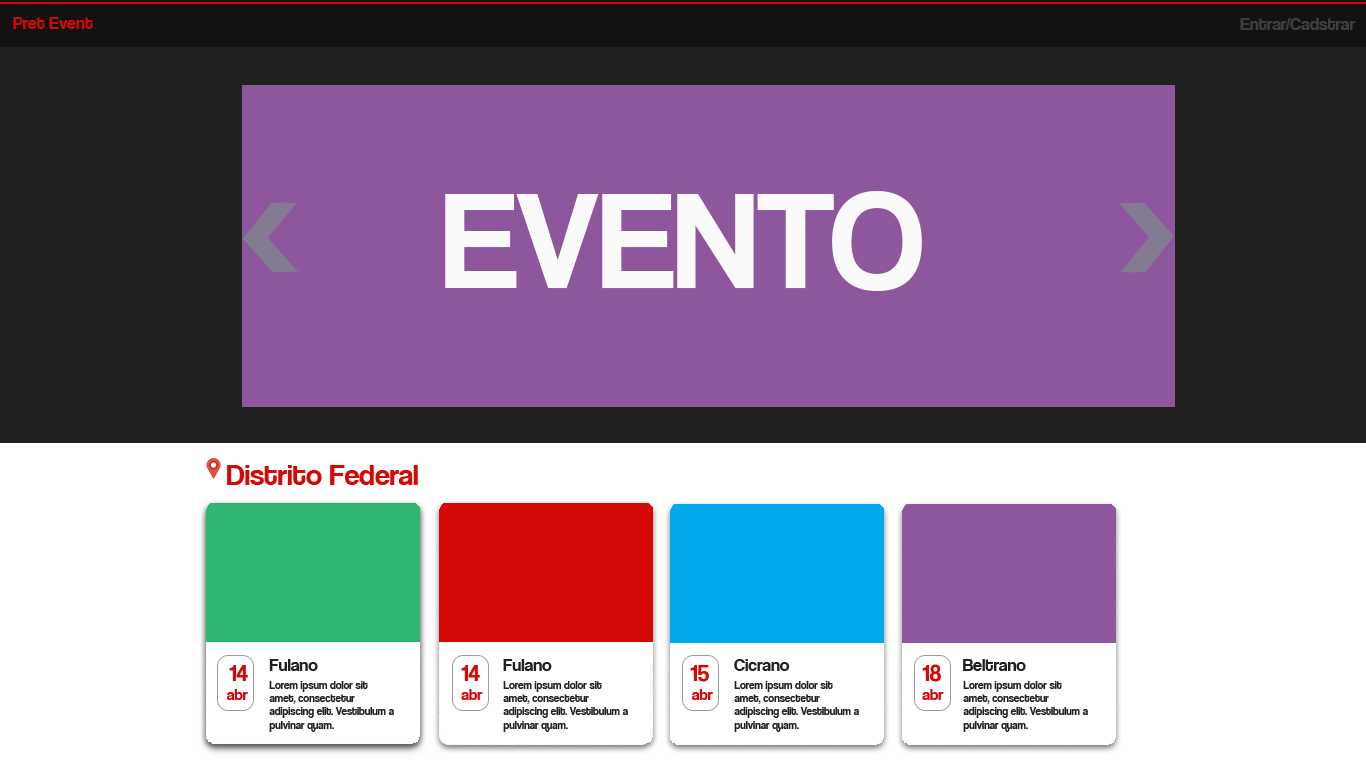 Pret Event
Entrar/Cadstrar
EVENTO
Distrito Federal
14
abr
Fulano
Lorem ipsum dolor sit
amet, consectetur
adipiscing elit. Vestibulum a
pulvinar quam.
14
abr
Fulano
Lorem ipsum dolor sit
amet, consectetur
adipiscing elit. Vestibulum a
pulvinar quam.
15
abr
Cicrano
Lorem ipsum dolor sit
amet, consectetur
adipiscing elit. Vestibulum a
pulvinar quam.
18
abr
Beltrano
Lorem ipsum dolor sit
amet, consectetur
adipiscing elit. Vestibulum a
pulvinar quam.